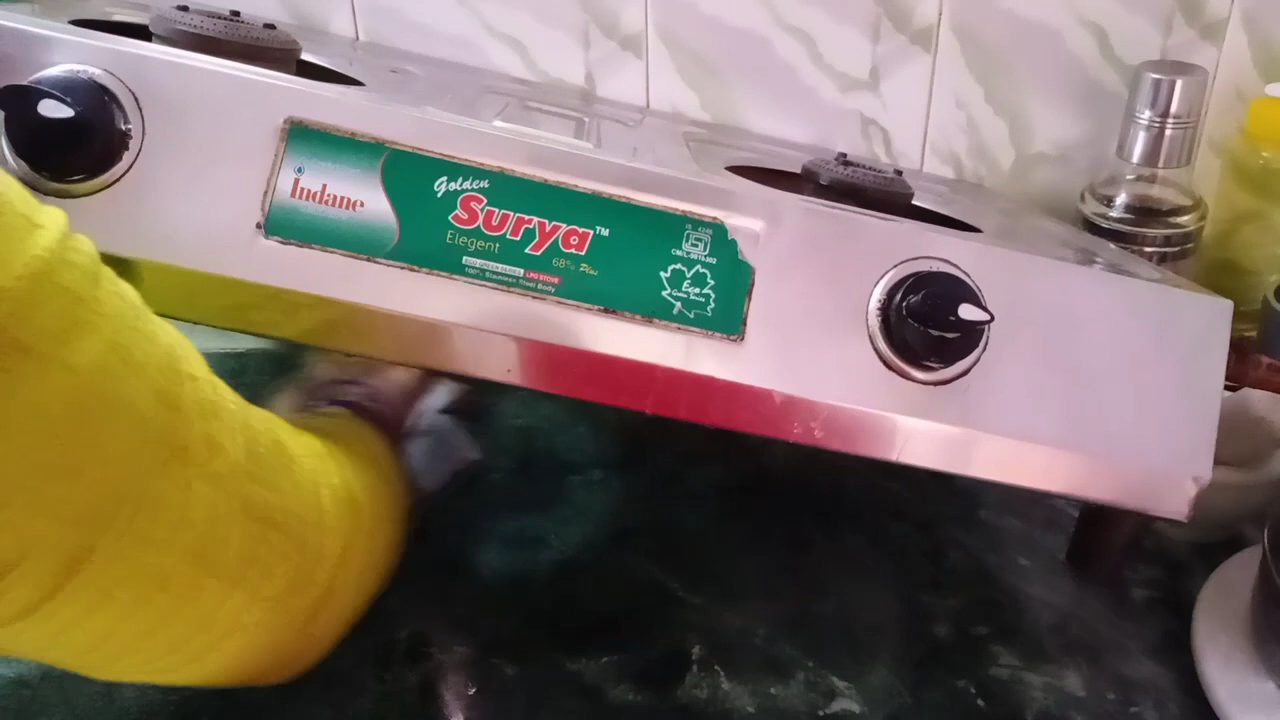 Indane
Golden
Surya™
Elegent
68% Plus
ECO GREEN SERIES LPG STOVE
100% Stainless Steel Body
IS 4246
ISI
Eco
Green Series